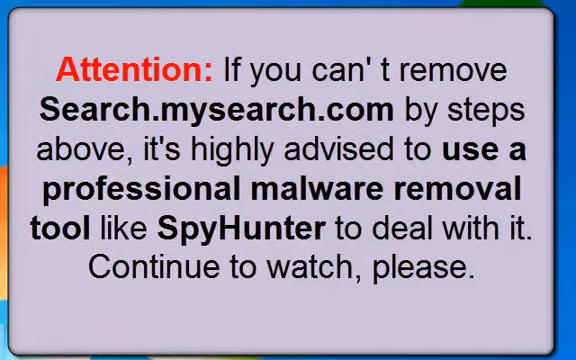 Attention: If you can' t remove
Search.mysearch.com by steps
above, it's highly advised to use a
professional malware removal
tool like SpyHunter to deal with it.
Continue to watch, please.